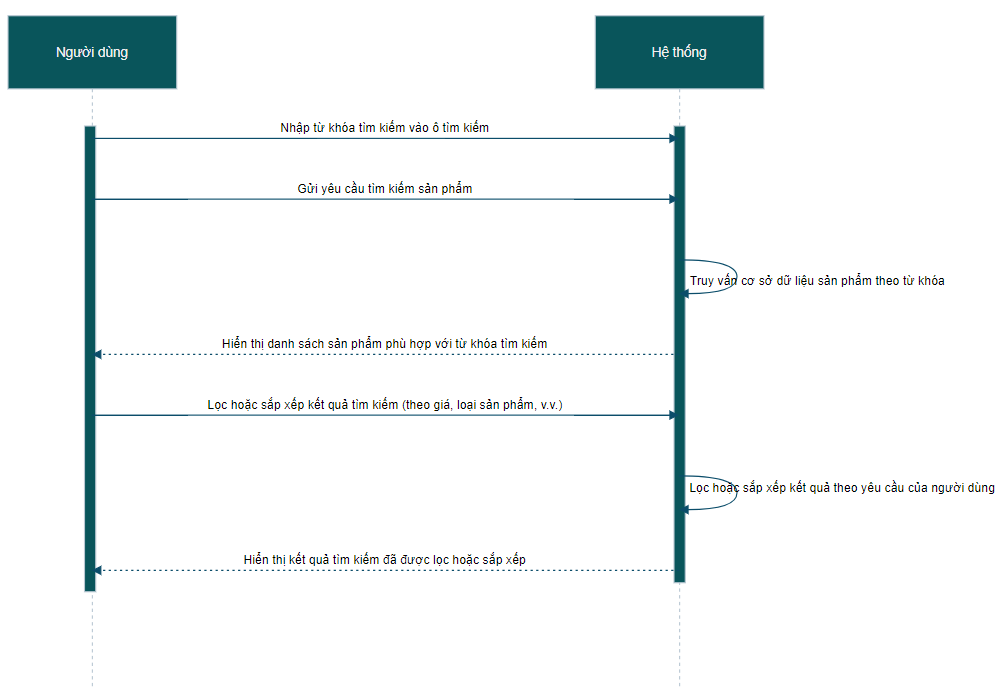 Người dùng
Hệ thống
Nhập từ khóa tìm kiếm vào ô tìm kiếm
Gửi yêu cầu tìm kiếm sản phẩm
Truy vấn cơ sở dữ liệu sản phẩm theo từ khóa
Hiển thị danh sách sản phẩm phù hợp với từ khóa tìm kiếm
Lọc hoặc sắp xếp kết quả tìm kiếm (theo giá, loại sản phẩm, v.v.)
Lọc hoặc sắp xếp kết quả theo yêu cầu của người dùng
Hiển thị kết quả tìm kiếm đã được lọc hoặc sắp xếp